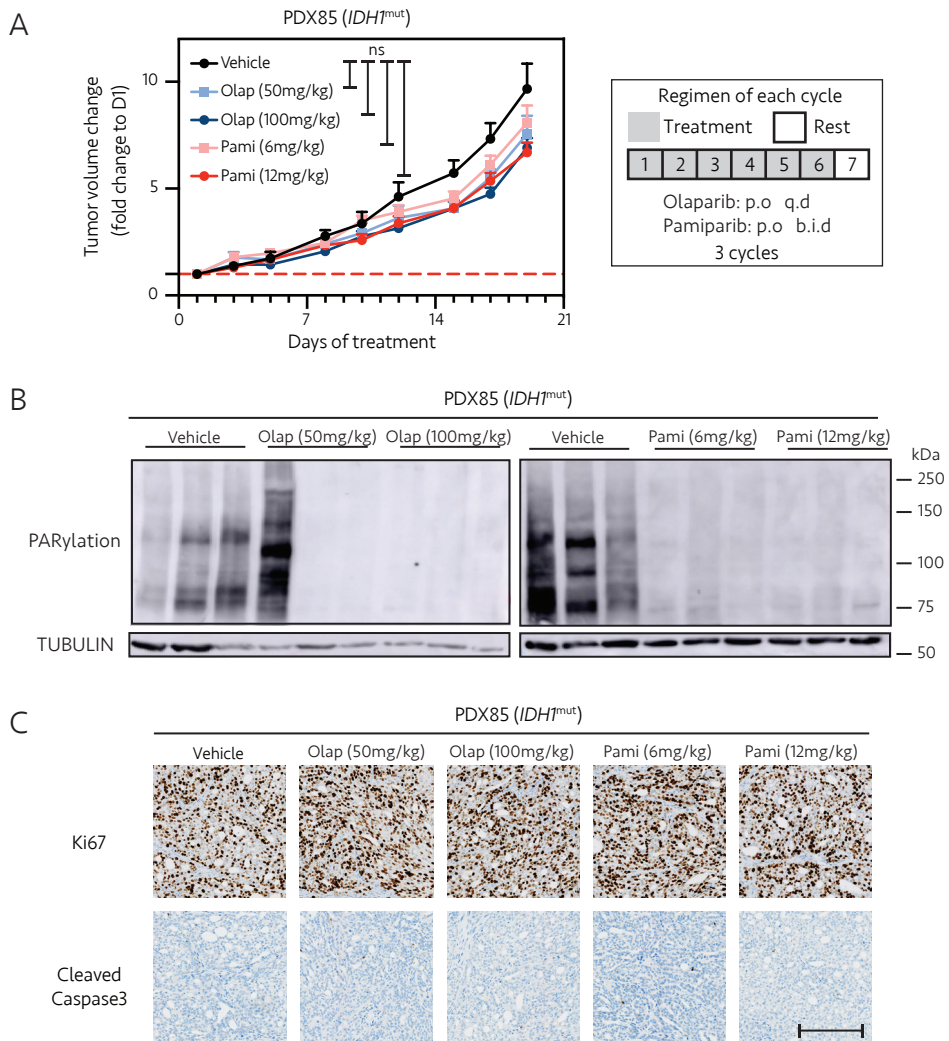 A
PDX85 (IDH1mut)
ns
Vehicle
Olap (50mg/kg)
Olap (100mg/kg)
Pami (6mg/kg)
Pami (12mg/kg)
Tumor volume change
(fold change to D1)
10
5
0
0 7 14 21
Days of treatment
Regimen of each cycle
Treatment Rest
1 2 3 4 5 6 7
Olaparib: p.o q.d
Pamiparib: p.o b.i.d
3 cycles
B
PDX85 (IDH1mut)
Vehicle Olap (50mg/kg) Olap (100mg/kg) Vehicle Pami (6mg/kg) Pami (12mg/kg)
kDa
250
150
PARylation
100
75
TUBULIN
50
C
PDX85 (IDH1mut)
Vehicle Olap (50mg/kg) Olap (100mg/kg) Pami (6mg/kg) Pami (12mg/kg)
Ki67
Cleaved
Caspase3